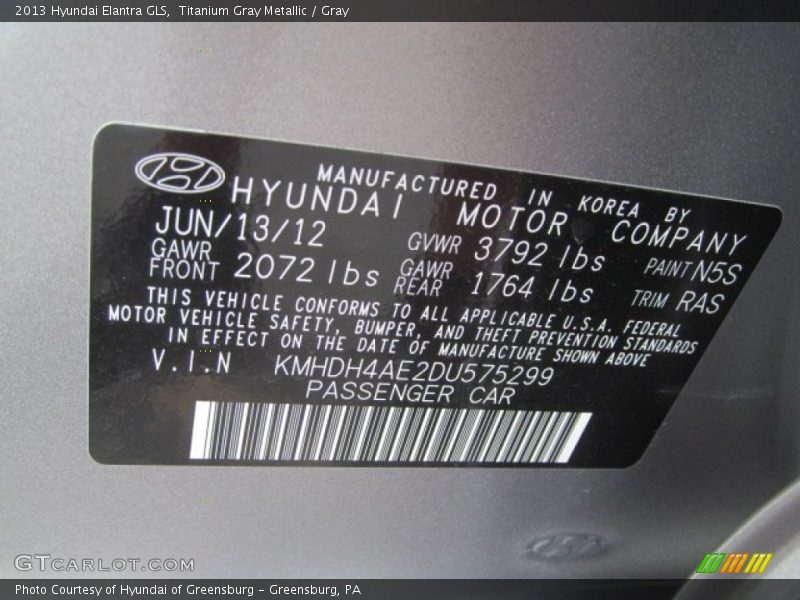 2013 Hyundai Elantra GLS,  Titanium Gray Metallic / Gray
MANUFACTURED IN KOREA BY
HYUNDAI MOTOR COMPANY
JUN/13/12 GVWR 3792 lbs PAINT N5S
GAWR FRONT 2072 lbs GAWR REAR 1764 lbs TRIM RAS
THIS VEHICLE CONFORMS TO ALL APPLICABLE U.S.A. FEDERAL
MOTOR VEHICLE SAFETY, BUMPER, AND THEFT PREVENTION STANDARDS
IN EFFECT ON THE DATE OF MANUFACTURE SHOWN ABOVE
V.I.N KMHDH4AE2DU575299
PASSENGER CAR
GTCARLOT.COM
Photo Courtesy of Hyundai of Greensburg - Greensburg, PA